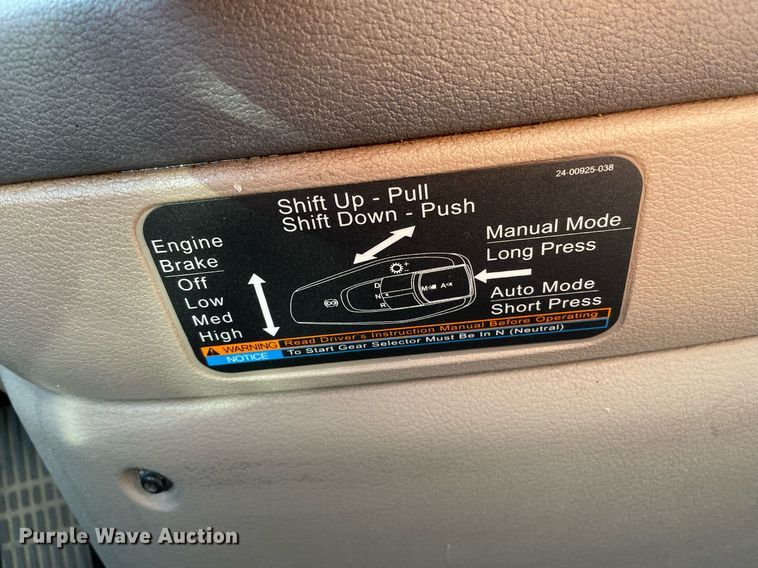 24-00925-038
Shift Up - Pull
Shift Down - Push
Engine
Brake
Off
Low
Med
High
Manual Mode
Long Press
Auto Mode
Short Press
D
N
R
M
A
+
WARNING Read Driver's Instruction Manual Before Operating
NOTICE To Start Gear Selector Must Be In N (Neutral)
Purple Wave Auction